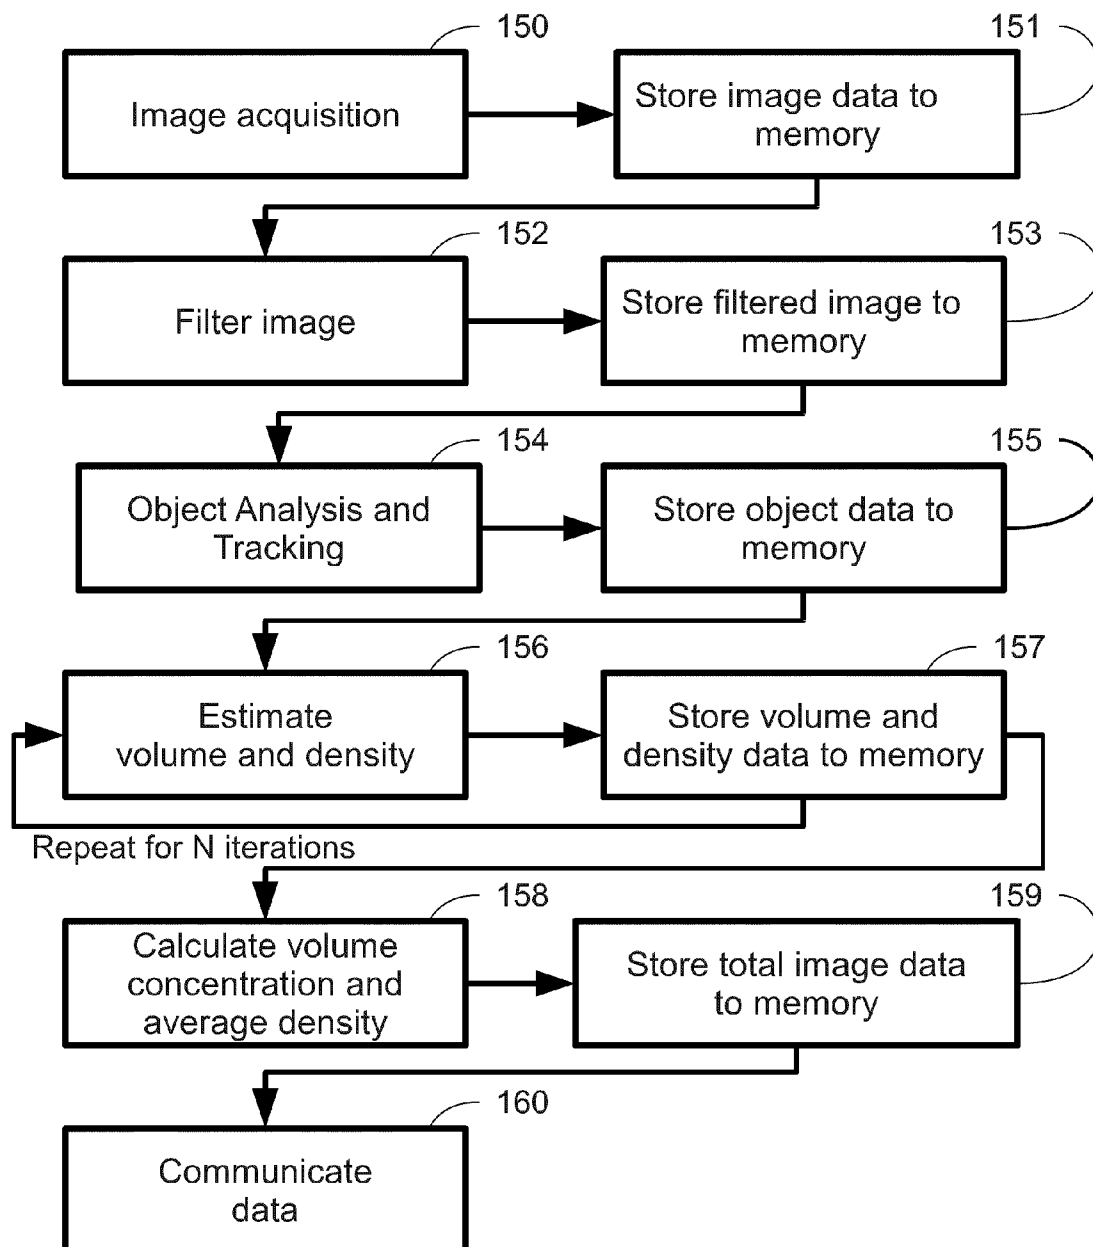 150
151
Image acquisition
Store image data to
memory
152
153
Filter image
Store filtered image to
memory
154
155
Object Analysis and
Tracking
Store object data to
memory
156
157
Estimate
volume and density
Store volume and
density data to memory
Repeat for N iterations
158
159
Calculate volume
concentration and
average density
Store total image data
to memory
160
Communicate
data